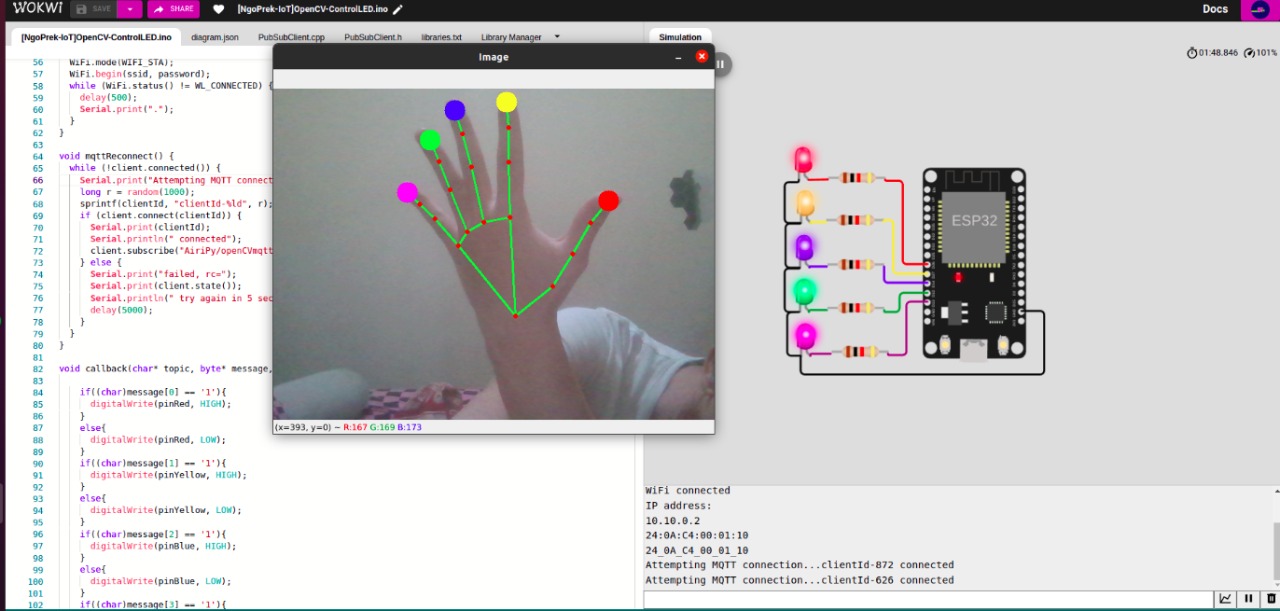 WOKWI SAVE SHARE [NgoPrek-IoT]OpenCV-ControlLED.ino Docs
[NgoPrek-IoT]OpenCV-ControlLED.ino diagram.json PubSubClient.cpp PubSubClient.h libraries.txt Library Manager Simulation
Image
01:48.846 101%
56 WiFi.mode(WIFI_STA);
57 WiFi.begin(ssid, password);
58 while (WiFi.status() != WL_CONNECTED) {
59 delay(500);
60 Serial.print(".");
61 }
62 }
63
64 void mqttReconnect() {
65 while (!client.connected()) {
66 Serial.print("Attempting MQTT connect
67 long r = random(1000);
68 sprintf(clientId, "clientId-%ld", r);
69 if (client.connect(clientId)) {
70 Serial.print(clientId);
71 Serial.println(" connected");
72 client.subscribe("AiriPy/openCVmqtt
73 } else {
74 Serial.print("failed, rc=");
75 Serial.print(client.state());
76 Serial.println(" try again in 5 sec
77 delay(5000);
78 }
79 }
80 }
81
82 void callback(char* topic, byte* message,
83
84 if((char)message[0] == '1'){
85 digitalWrite(pinRed, HIGH);
86 }
87 else{
88 digitalWrite(pinRed, LOW);
89 }
90 if((char)message[1] == '1'){
91 digitalWrite(pinYellow, HIGH);
92 }
93 else{
94 digitalWrite(pinYellow, LOW);
95 }
96 if((char)message[2] == '1'){
97 digitalWrite(pinBlue, HIGH);
98 }
99 else{
100 digitalWrite(pinBlue, LOW);
101 }
102 if((char)message[3] == '1'){
(x=393, y=0) ~ R:167 G:169 B:173
ESP32
WiFi connected
IP address:
10.10.0.2
24:0A:C4:00:01:10
24_0A_C4_00_01_10
Attempting MQTT connection...clientId-872 connected
Attempting MQTT connection...clientId-626 connected